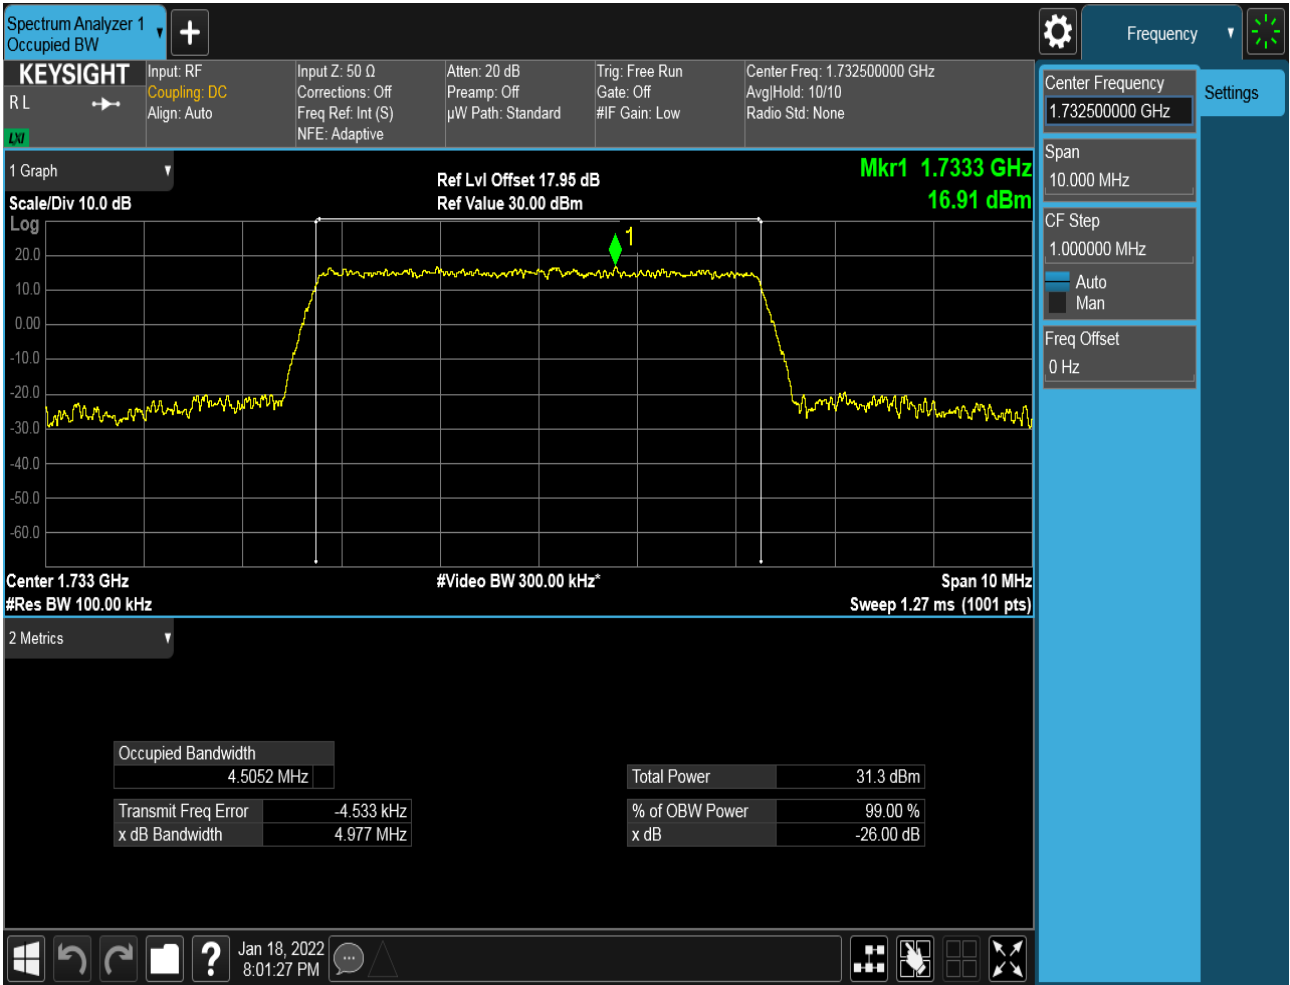 Spectrum Analyzer 1
Occupied BW
Frequency
KEYSIGHT
R L
LXI
Input: RF
Coupling: DC
Align: Auto
Input Z: 50 Ω
Corrections: Off
Freq Ref: Int (S)
NFE: Adaptive
Atten: 20 dB
Preamp: Off
µW Path: Standard
Trig: Free Run
Gate: Off
#IF Gain: Low
Center Freq: 1.732500000 GHz
Avg|Hold: 10/10
Radio Std: None
Center Frequency
1.732500000 GHz
Settings
Span
10.000 MHz
CF Step
1.000000 MHz
Auto
Man
Freq Offset
0 Hz
1 Graph
Scale/Div 10.0 dB
Ref Lvl Offset 17.95 dB
Ref Value 30.00 dBm
Mkr1 1.7333 GHz
16.91 dBm
Log
1
20.0
10.0
0.00
-10.0
-20.0
-30.0
-40.0
-50.0
-60.0
Center 1.733 GHz
#Video BW 300.00 kHz*
Span 10 MHz
#Res BW 100.00 kHz
Sweep 1.27 ms (1001 pts)
2 Metrics
Occupied Bandwidth
4.5052 MHz
Total Power 31.3 dBm
Transmit Freq Error -4.533 kHz
% of OBW Power 99.00 %
x dB Bandwidth 4.977 MHz
x dB -26.00 dB
?
Jan 18, 2022
8:01:27 PM